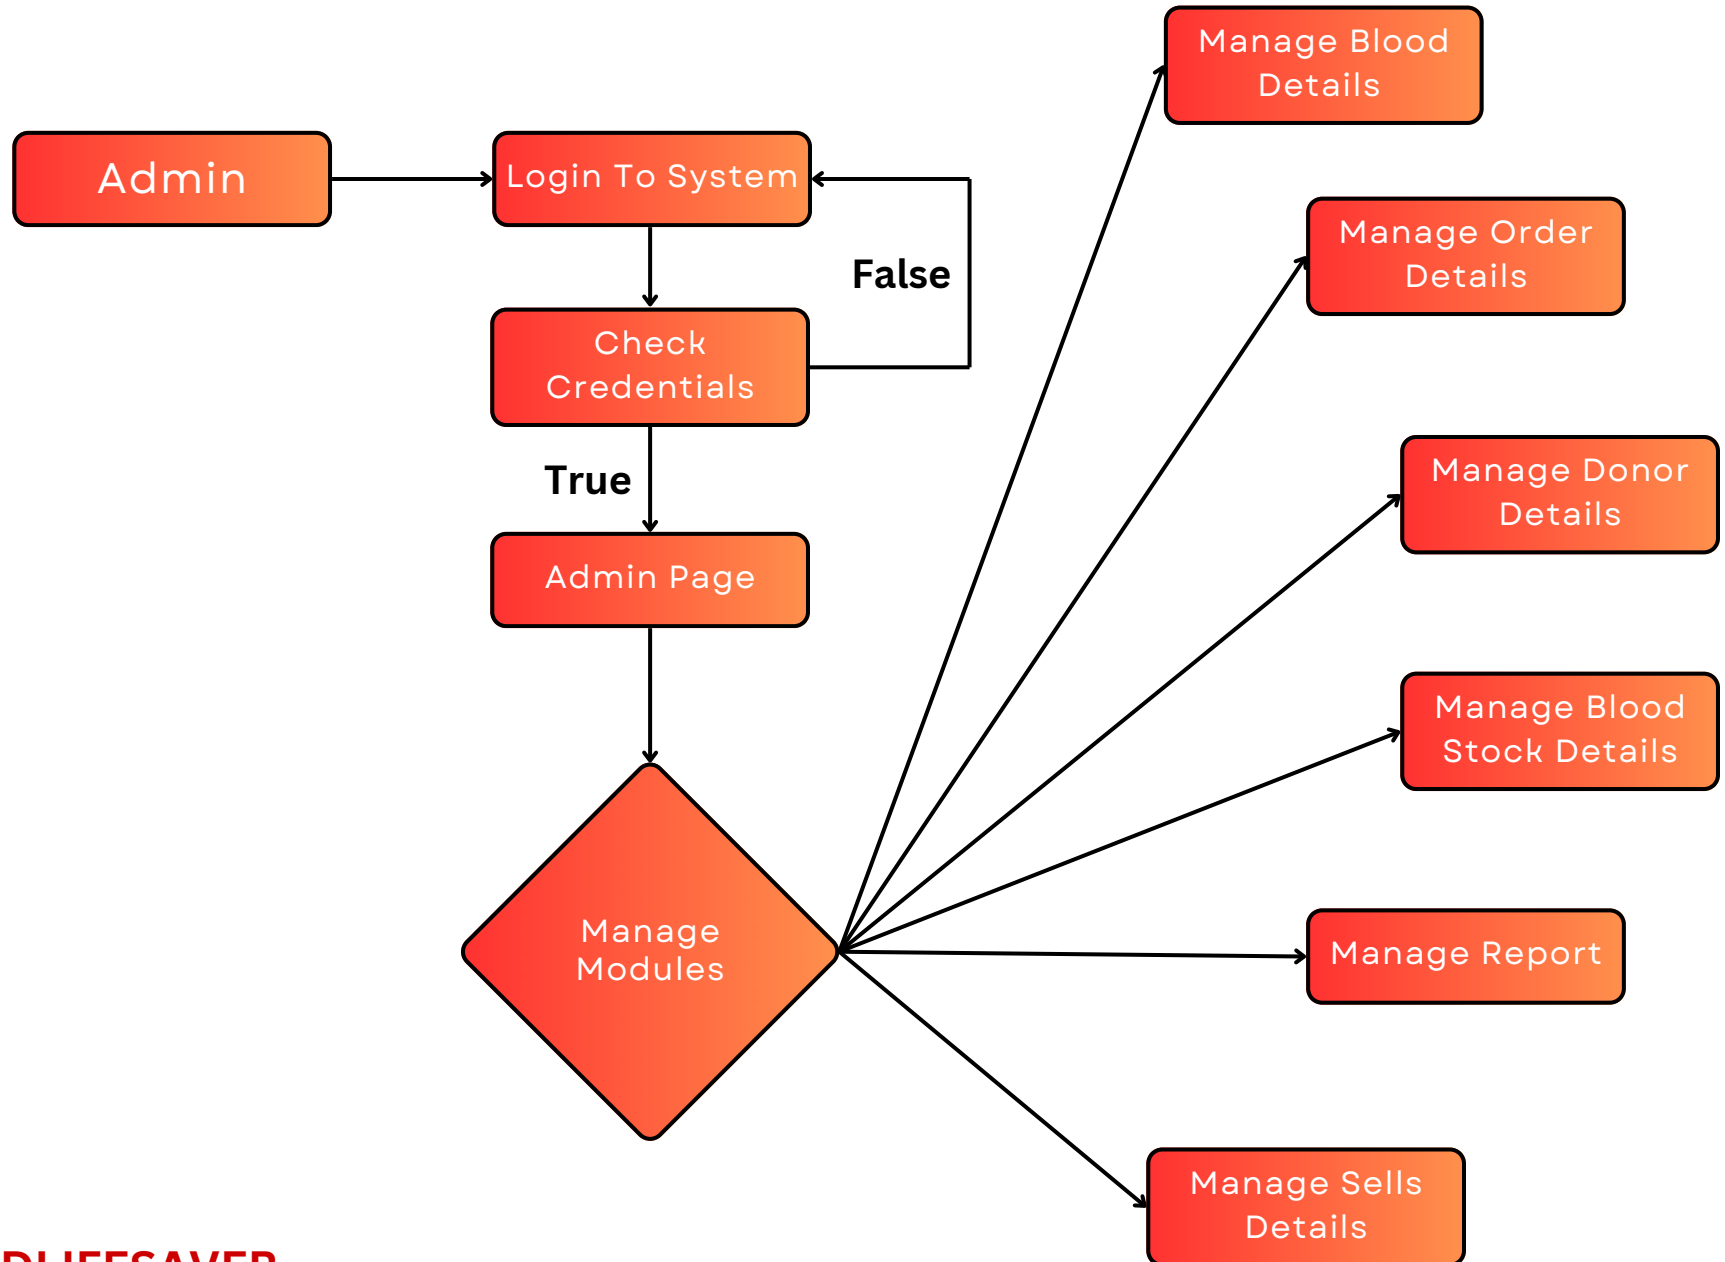 Manage Blood
Details
Admin
Login To System
Manage Order
Details
False
Check
Credentials
Manage Donor
Details
True
Admin Page
Manage Blood
Stock Details
Manage
Modules
Manage Report
Manage Sells
Details
DLIFESAVER